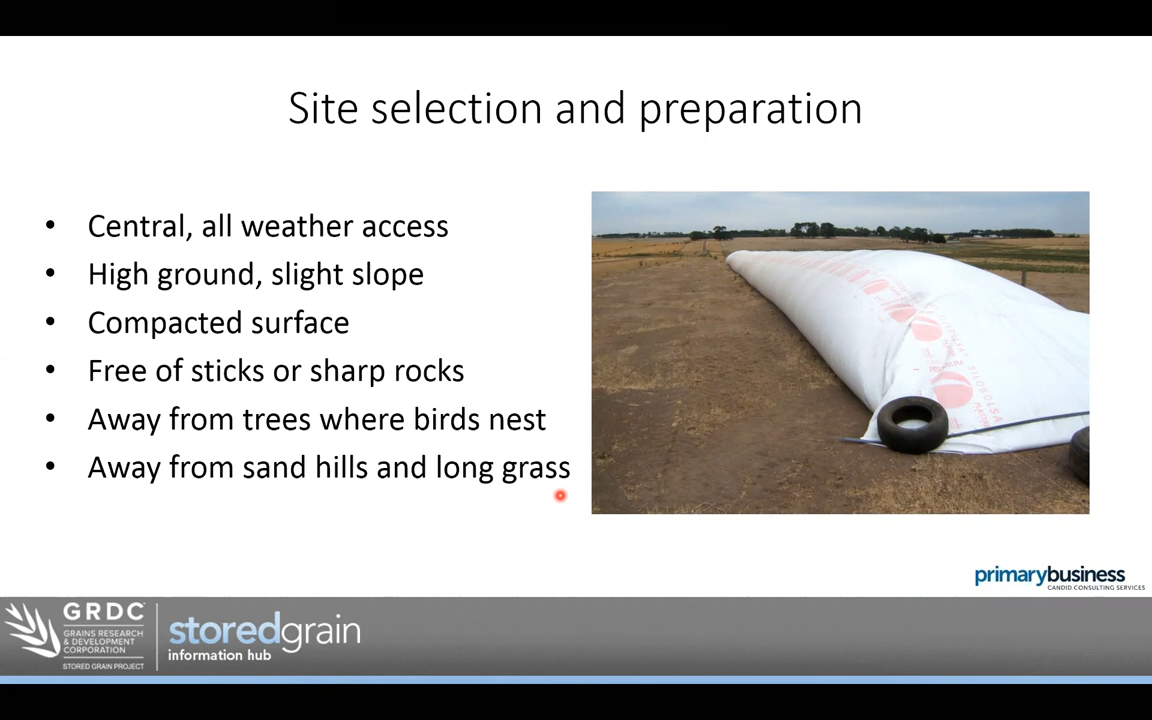 Site selection and preparation
• Central, all weather access
• High ground, slight slope
• Compacted surface
• Free of sticks or sharp rocks
• Away from trees where birds nest
• Away from sand hills and long grass
SILOBOLSA
PREMIUM
primarybusiness
CANDID CONSULTING SERVICES
GRDC
GRAINS RESEARCH
& DEVELOPMENT
CORPORATION
STORED GRAIN PROJECT
storedgrain
information hub